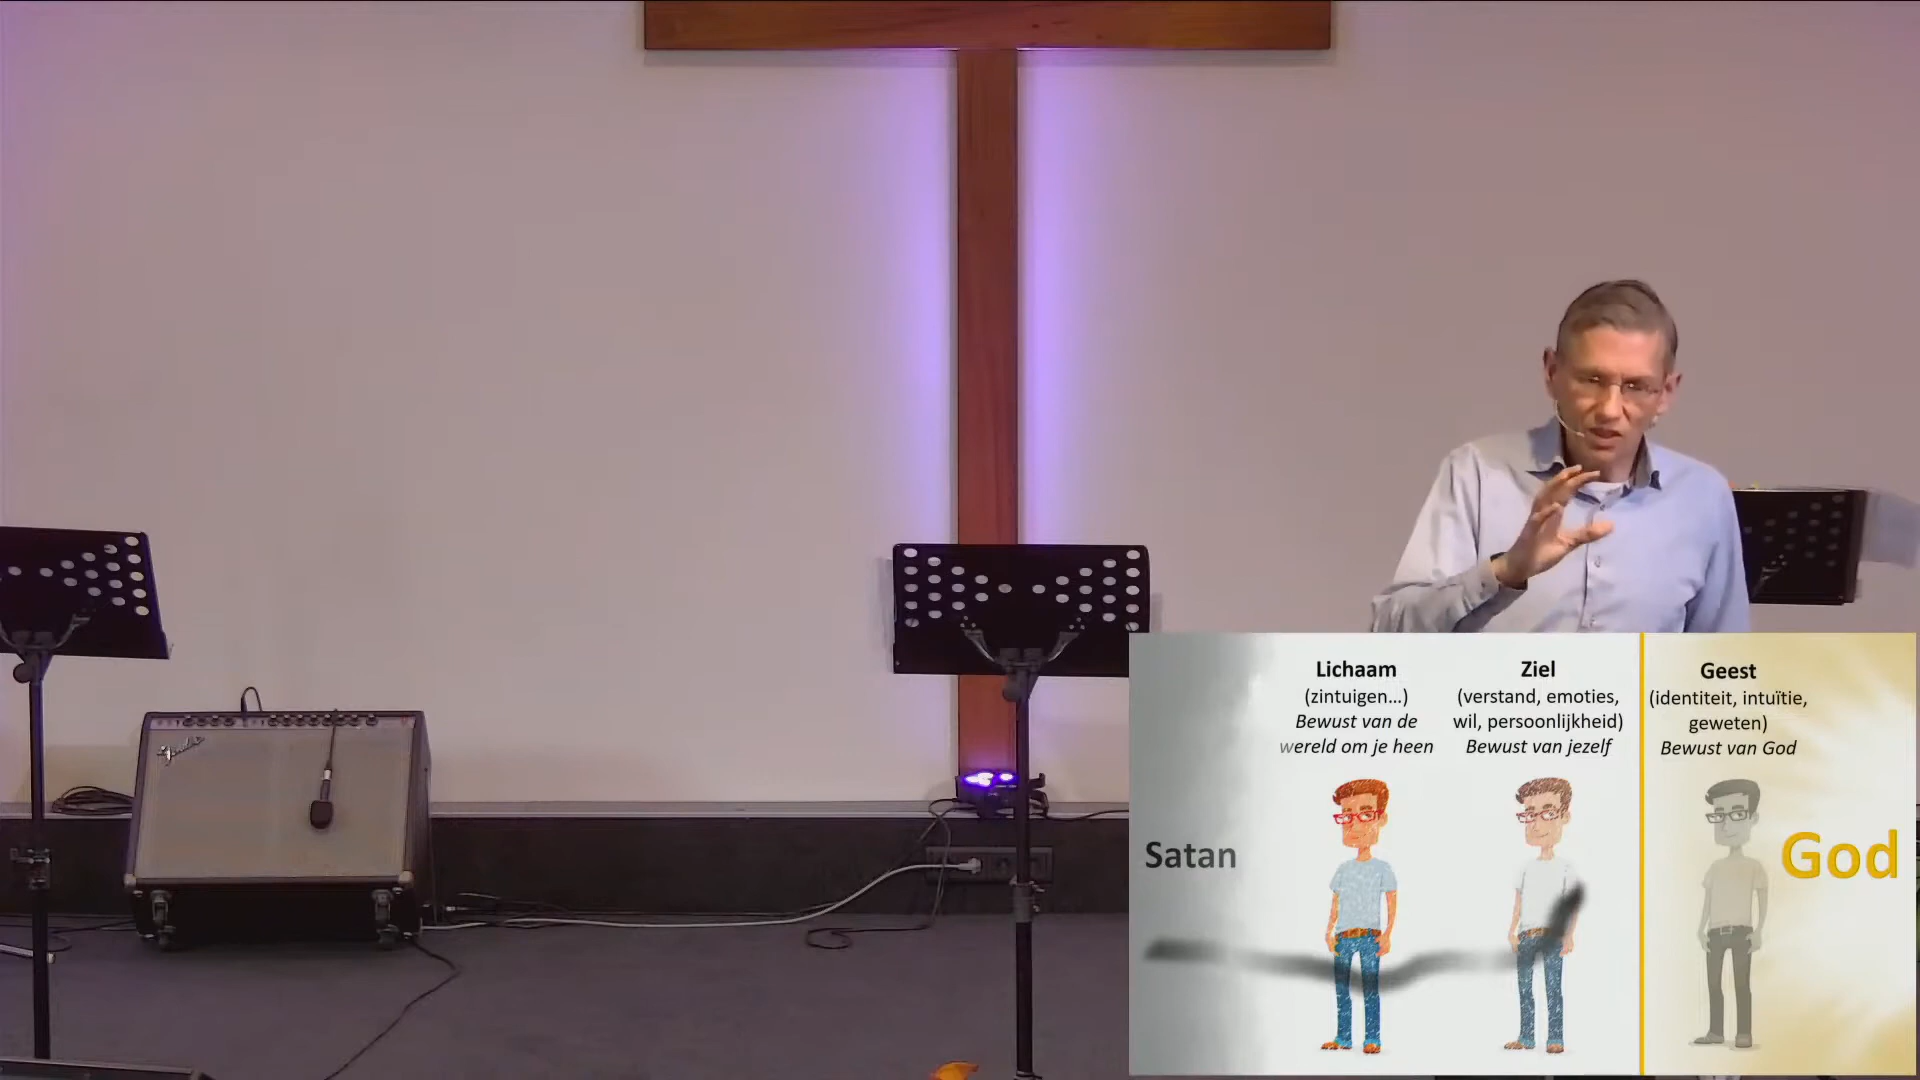 Fender
Lichaam
(zintuigen...)
Bewust van de
wereld om je heen
Ziel
(verstand, emoties,
wil, persoonlijkheid)
Bewust van jezelf
Geest
(identiteit, intuïtie,
geweten)
Bewust van God
Satan
God